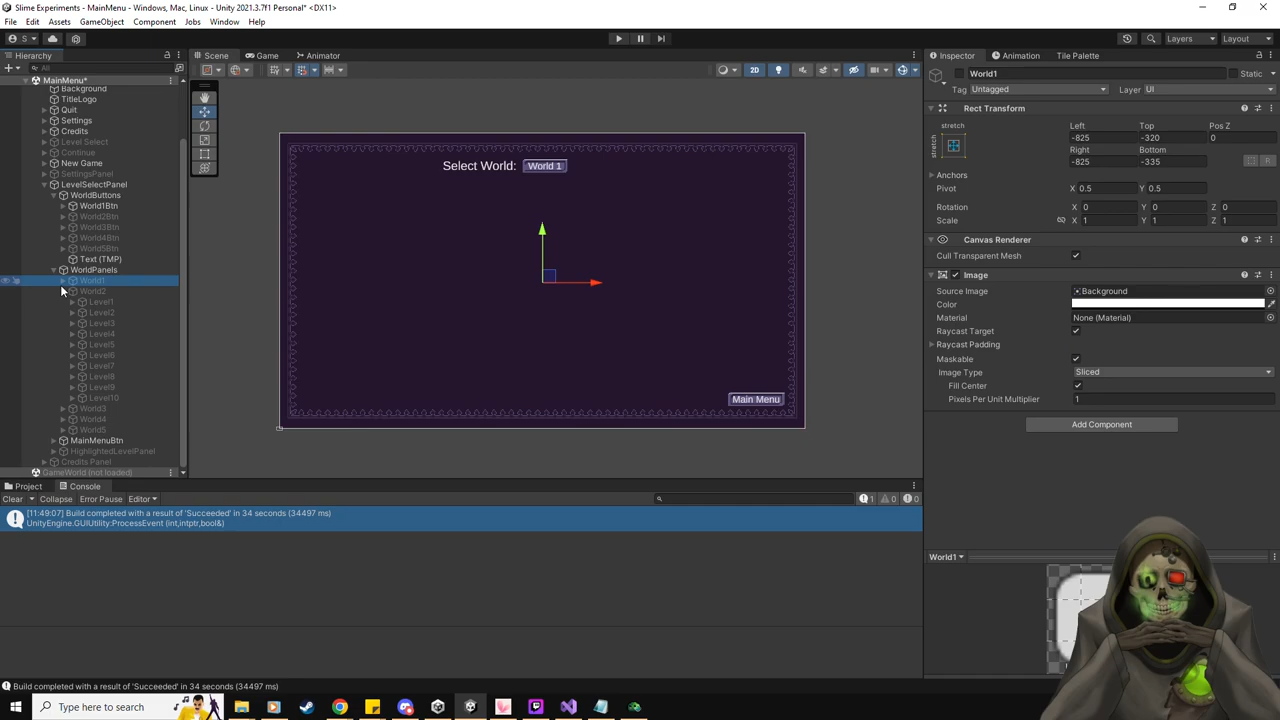 Slime Experiments - MainMenu - Windows, Mac, Linux - Unity 2021.3.7f1 Personal* <DX11>
File Edit Assets GameObject Component Jobs Window Help
S
Layers Layout
Hierarchy
All
MainMenu*
Background
TitleLogo
Quit
Settings
Credits
Level Select
Continue
New Game
SettingsPanel
LevelSelectPanel
WorldButtons
World1Btn
World2Btn
World3Btn
World4Btn
World5Btn
Text (TMP)
WorldPanels
World1
World2
Level1
Level2
Level3
Level4
Level5
Level6
Level7
Level8
Level9
Level10
World3
World4
World5
MainMenuBtn
HighlightedLevelPanel
Credits Panel
GameWorld (not loaded)
Scene Game Animator
2D
Select World: World 1
Main Menu
Inspector Animation Tile Palette
World1 Static
Tag Untagged Layer UI
Rect Transform
stretch Left Top Pos Z
stretch -825 -320 0
Right Bottom
-825 -335 R
Anchors
Pivot X 0.5 Y 0.5
Rotation X 0 Y 0 Z 0
Scale X 1 Y 1 Z 1
Canvas Renderer
Cull Transparent Mesh
Image
Source Image Background
Color
Material None (Material)
Raycast Target
Raycast Padding
Maskable
Image Type Sliced
Fill Center
Pixels Per Unit Multiplier 1
Add Component
World1
Project Console
Clear Collapse Error Pause Editor 1 0 0
[11:49:07] Build completed with a result of 'Succeeded' in 34 seconds (34497 ms)
UnityEngine.GUIUtility:ProcessEvent (int,intptr,bool&)
Build completed with a result of 'Succeeded' in 34 seconds (34497 ms)
Type here to search